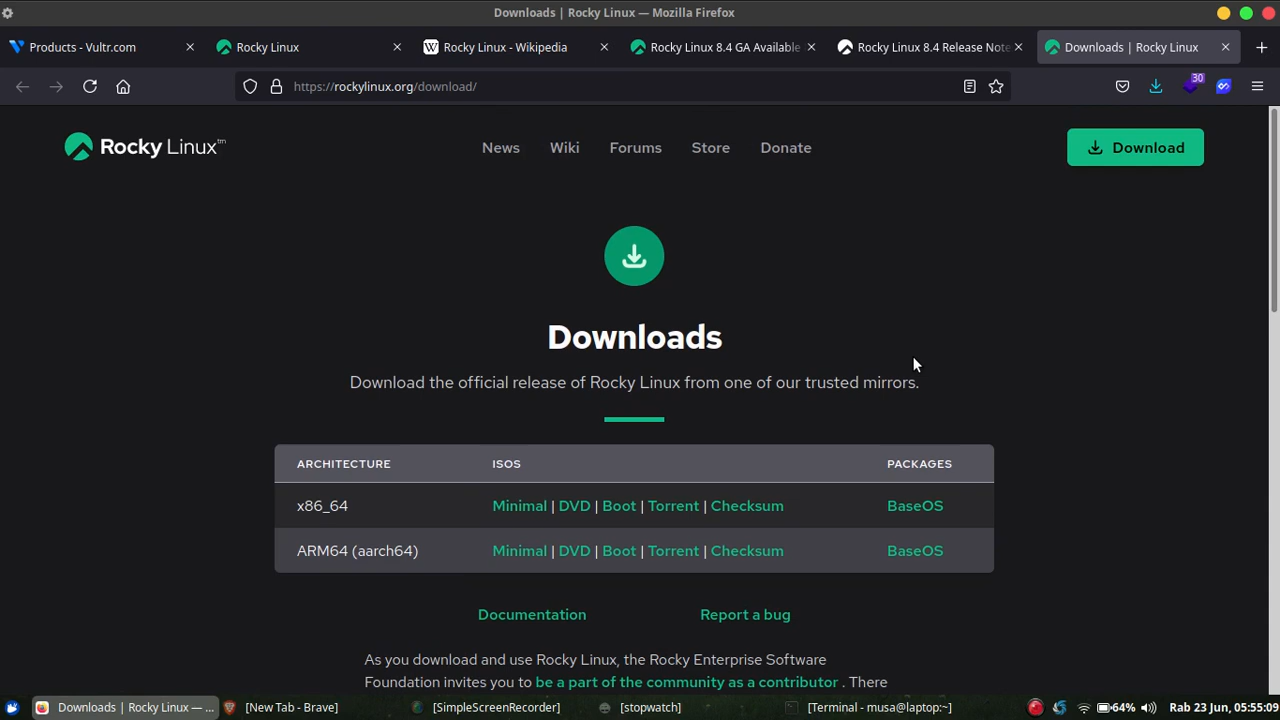 Downloads | Rocky Linux — Mozilla Firefox
Products - Vultr.com
Rocky Linux
Rocky Linux - Wikipedia
Rocky Linux 8.4 GA Available
Rocky Linux 8.4 Release Note
Downloads | Rocky Linux
https://rockylinux.org/download/
30
Rocky Linux™
News
Wiki
Forums
Store
Donate
Download
Downloads
Download the official release of Rocky Linux from one of our trusted mirrors.
ARCHITECTURE ISOS PACKAGES
x86_64 Minimal | DVD | Boot | Torrent | Checksum BaseOS
ARM64 (aarch64) Minimal | DVD | Boot | Torrent | Checksum BaseOS
Documentation Report a bug
As you download and use Rocky Linux, the Rocky Enterprise Software
Foundation invites you to be a part of the community as a contributor . There
Downloads | Rocky Linux — ...
[New Tab - Brave]
[SimpleScreenRecorder]
[stopwatch]
[Terminal - musa@laptop:~]
64%
Rab 23 Jun, 05:55:09